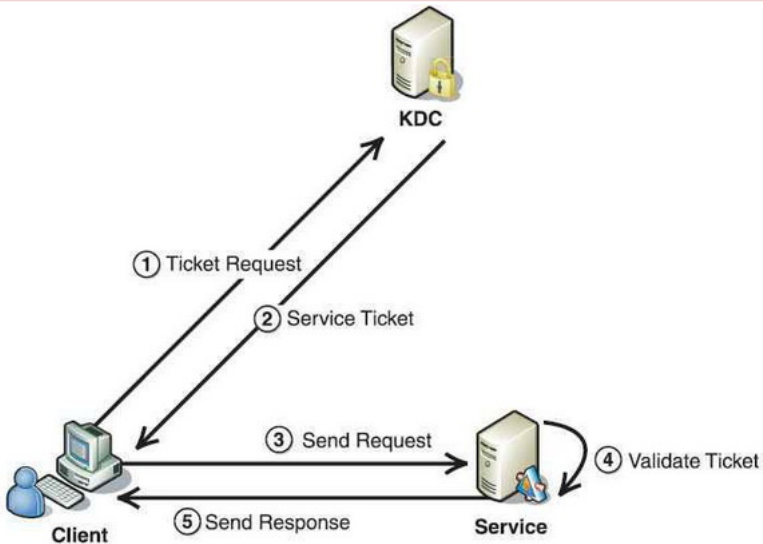 KDC
1 Ticket Request
2 Service Ticket
3 Send Request
4 Validate Ticket
5 Send Response
Client
Service